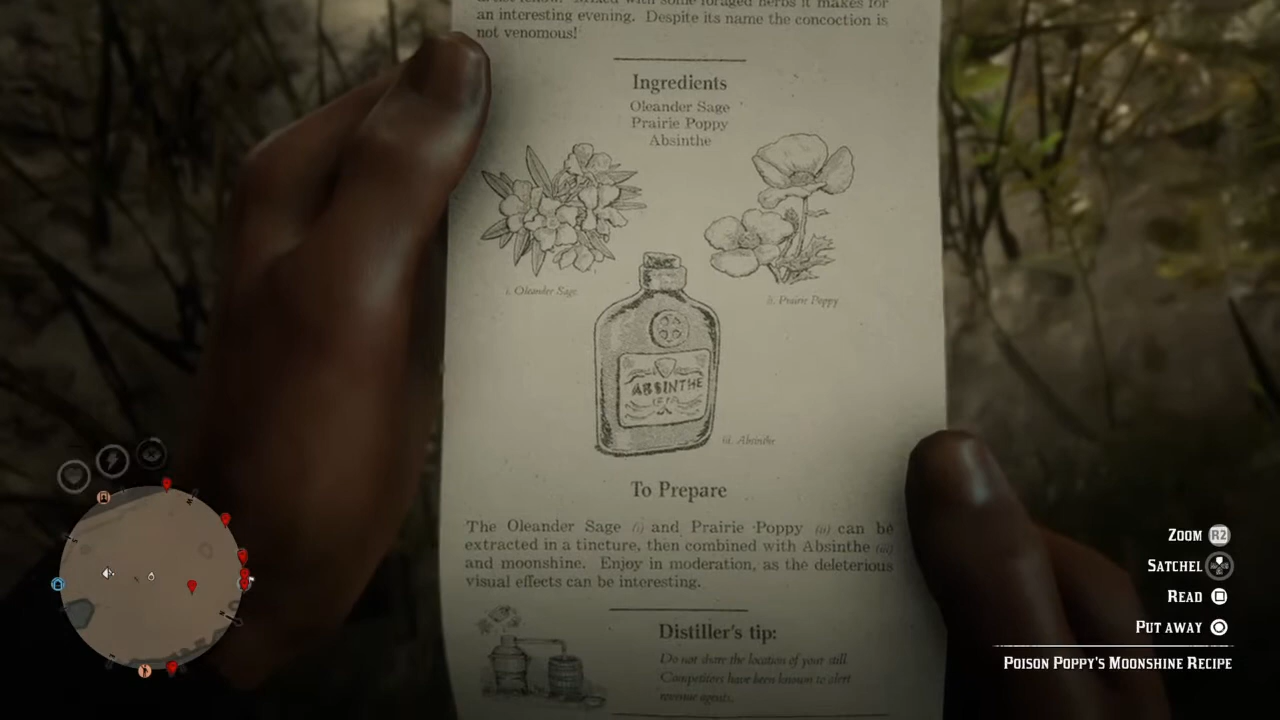 an interesting evening. Despite its name the concoction is
not venomous!
Ingredients
Oleander Sage
Prairie Poppy
Absinthe
i. Oleander Sage
ii. Prairie Poppy
ABSINTHE
iii. Absinthe
To Prepare
The Oleander Sage (i) and Prairie Poppy (ii) can be
extracted in a tincture, then combined with Absinthe (iii)
and moonshine. Enjoy in moderation, as the deleterious
visual effects can be interesting.
Distiller's tip:
Do not share the location of your still.
Competitors have been known to alert
revenue agents.
ZOOM R2
SATCHEL
READ
PUT AWAY
POISON POPPY'S MOONSHINE RECIPE